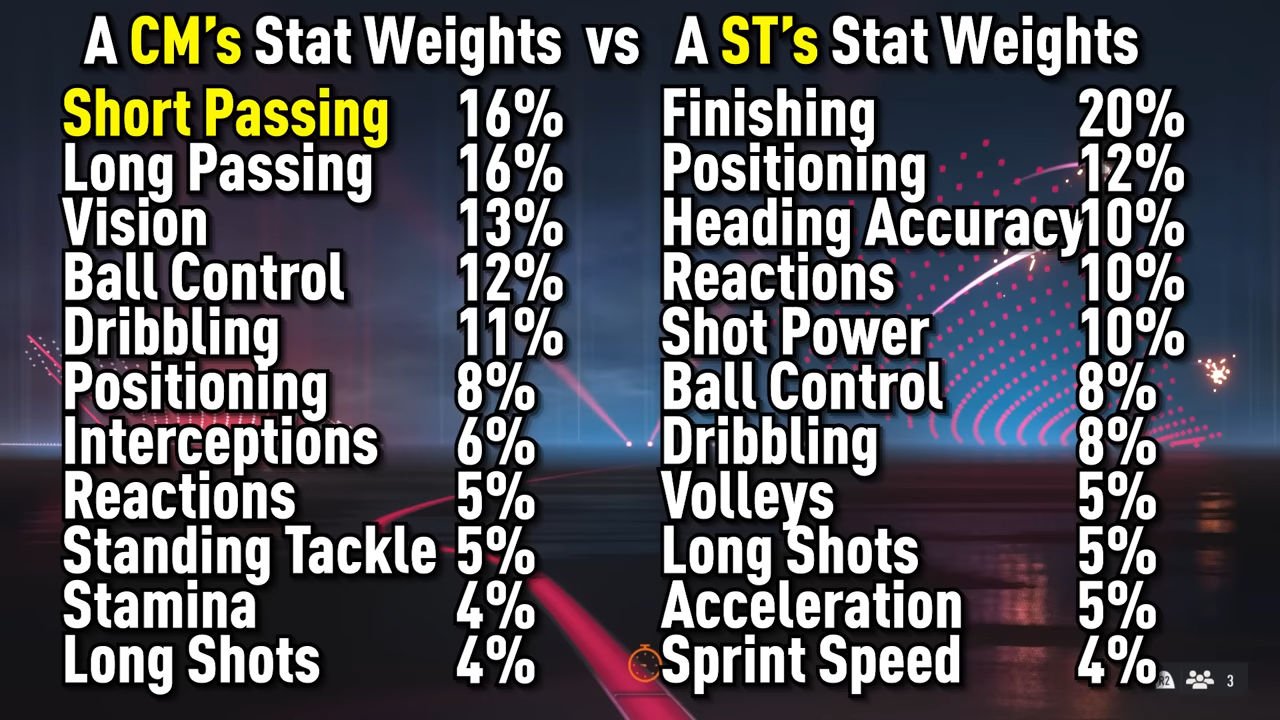 A CM's Stat Weights vs A ST's Stat Weights
Short Passing 16% Finishing 20%
Long Passing 16% Positioning 12%
Vision 13% Heading Accuracy 10%
Ball Control 12% Reactions 10%
Dribbling 11% Shot Power 10%
Positioning 8% Ball Control 8%
Interceptions 6% Dribbling 8%
Reactions 5% Volleys 5%
Standing Tackle 5% Long Shots 5%
Stamina 4% Acceleration 5%
Long Shots 4% Sprint Speed 4%
R2 3